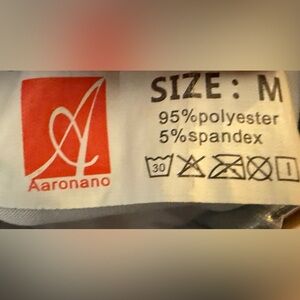 SIZE: M
95%polyester
5%spandex
30
Aaronano